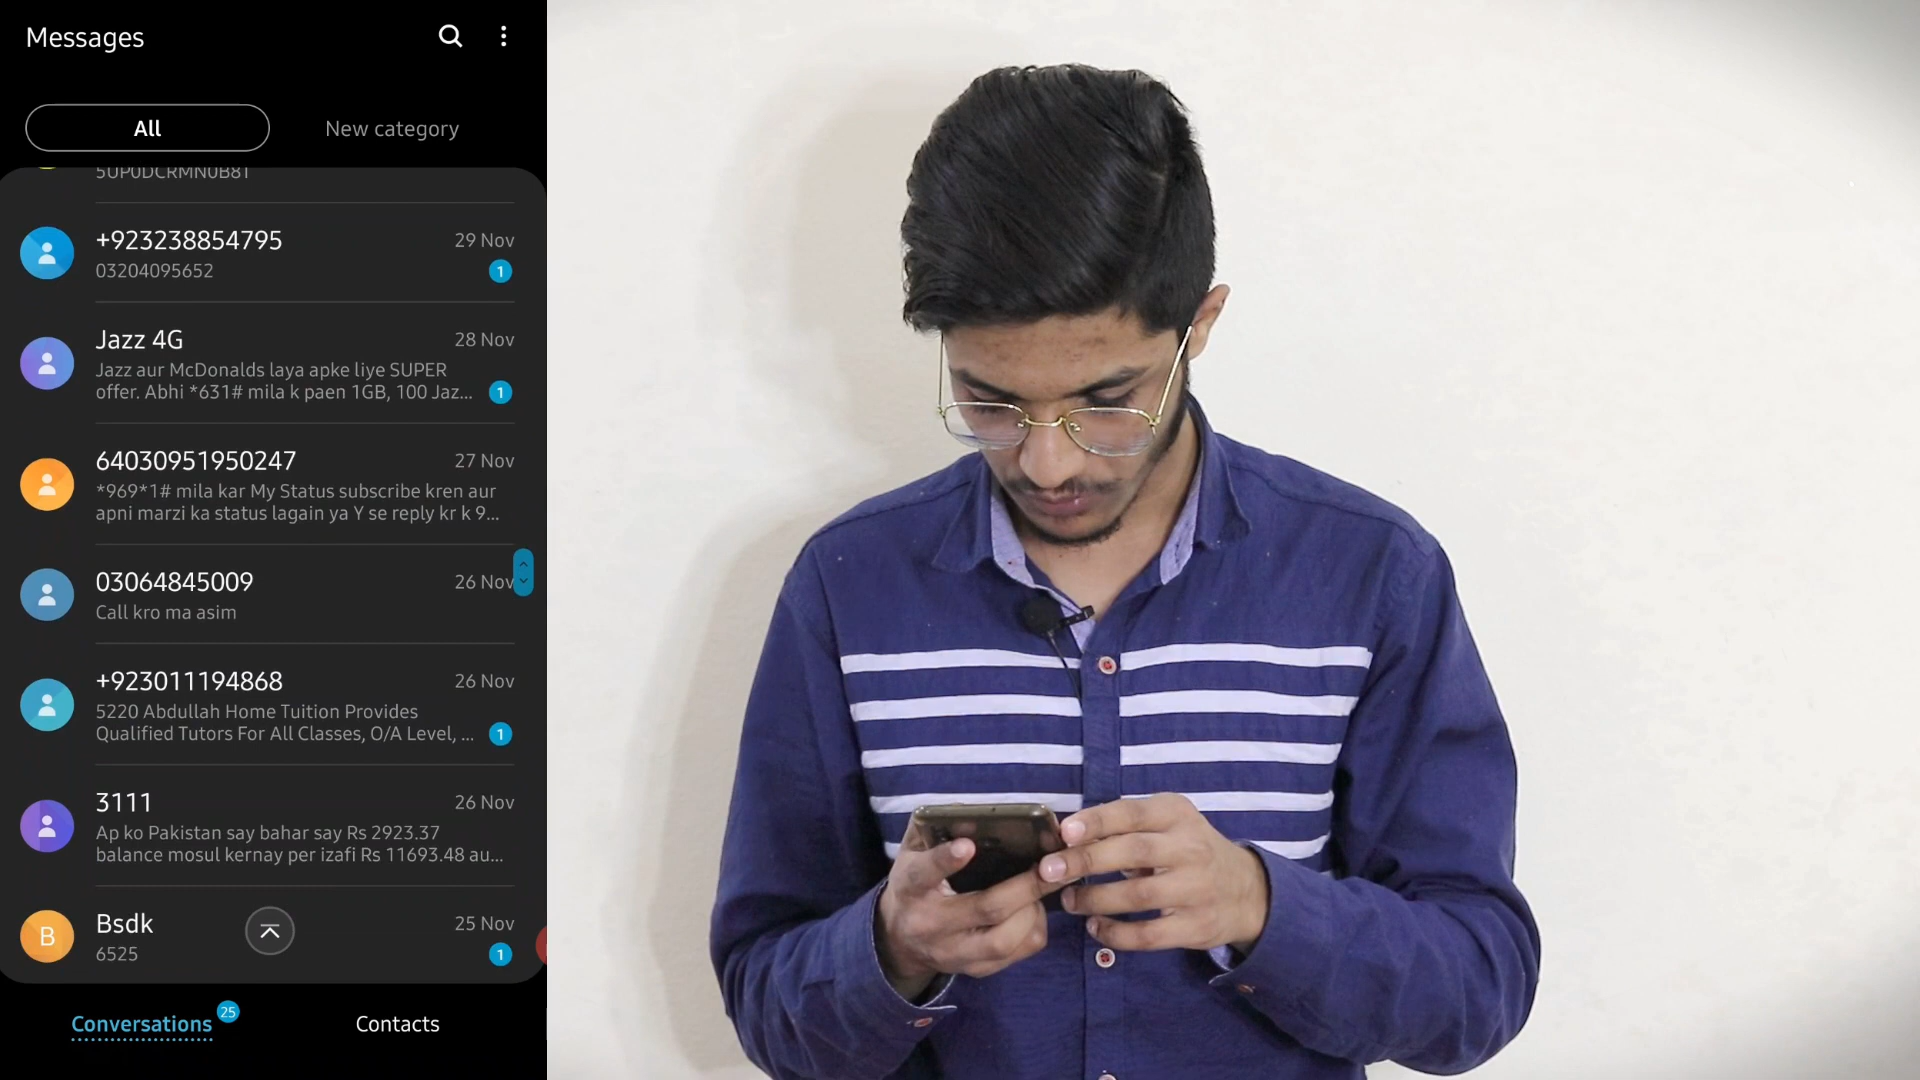 Messages
All
New category
5UP0DCRMN0B81
+923238854795
29 Nov
03204095652
1
Jazz 4G
28 Nov
Jazz aur McDonalds laya apke liye SUPER
offer. Abhi *631# mila k paen 1GB, 100 Jaz...
1
64030951950247
27 Nov
*969*1# mila kar My Status subscribe kren aur
apni marzi ka status lagain ya Y se reply kr k 9...
03064845009
26 Nov
Call kro ma asim
+923011194868
26 Nov
5220 Abdullah Home Tuition Provides
Qualified Tutors For All Classes, O/A Level, ...
1
3111
26 Nov
Ap ko Pakistan say bahar say Rs 2923.37
balance mosul kernay per izafi Rs 11693.48 au...
B
Bsdk
25 Nov
6525
1
Conversations
25
Contacts